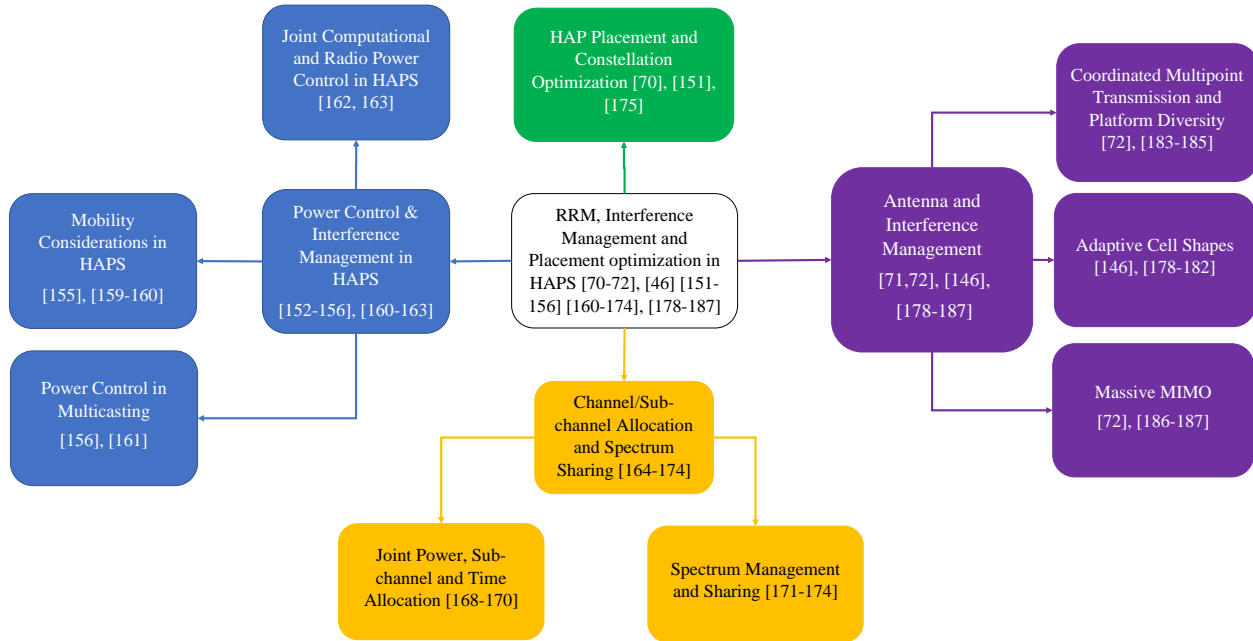 Joint Computational
and Radio Power
Control in HAPS
[162, 163]
HAP Placement and
Constellation
Optimization [70], [151],
[175]
Coordinated Multipoint
Transmission and
Platform Diversity
[72], [183-185]
Mobility
Considerations in
HAPS
[155], [159-160]
Power Control &
Interference
Management in
HAPS
[152-156], [160-163]
RRM, Interference
Management and
Placement optimization in
HAPS [70-72], [46] [151-
156] [160-174], [178-187]
Antenna and
Interference
Management
[71,72], [146],
[178-187]
Adaptive Cell Shapes
[146], [178-182]
Power Control in
Multicasting
[156], [161]
Channel/Sub-
channel Allocation
and Spectrum
Sharing [164-174]
Massive MIMO
[72], [186-187]
Joint Power, Sub-
channel and Time
Allocation [168-170]
Spectrum Management
and Sharing [171-174]